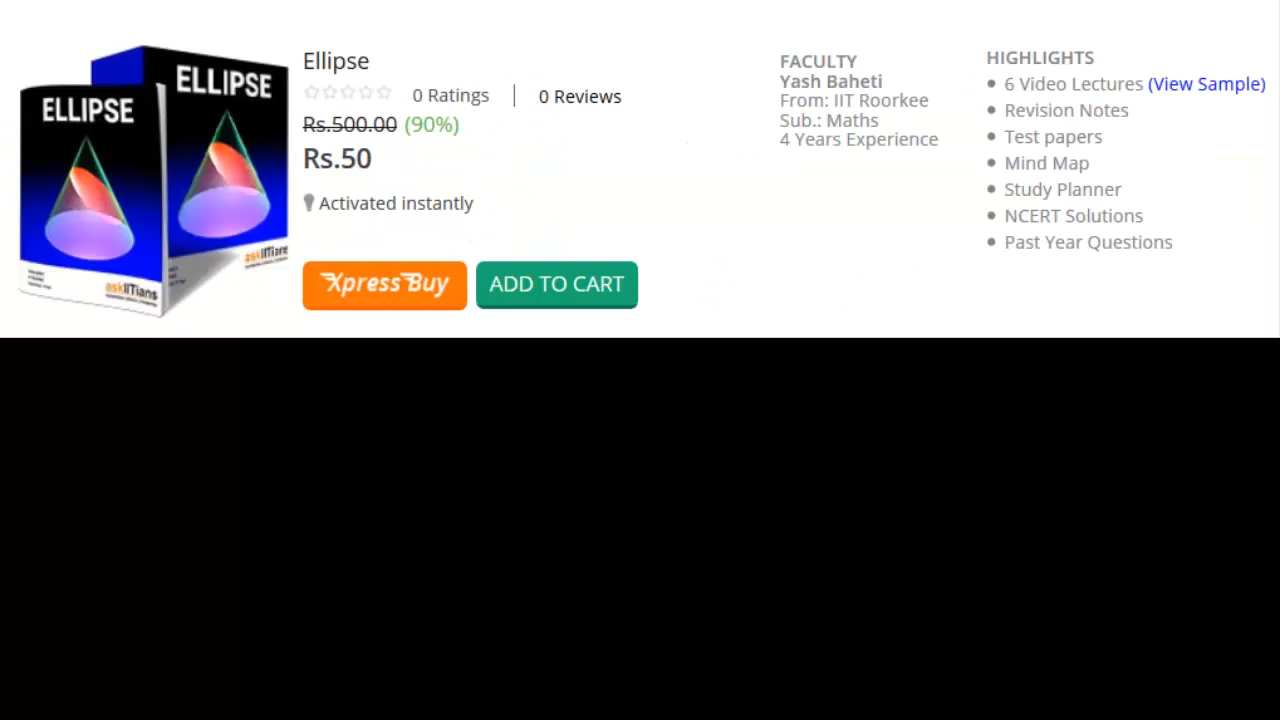 ELLIPSE
ELLIPSE
askIITians
askIITians
Ellipse
0 Ratings | 0 Reviews
Rs.500.00 (90%)
Rs.50
Activated instantly
XpressBuy
ADD TO CART
FACULTY
Yash Baheti
From: IIT Roorkee
Sub.: Maths
4 Years Experience
HIGHLIGHTS
6 Video Lectures (View Sample)
Revision Notes
Test papers
Mind Map
Study Planner
NCERT Solutions
Past Year Questions